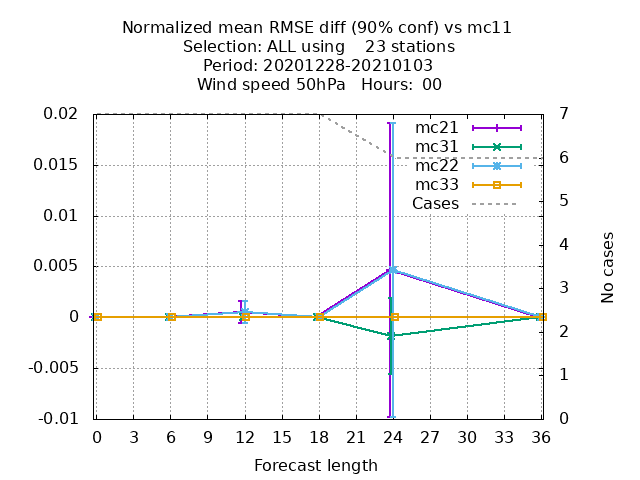 Normalized mean RMSE diff (90% conf) vs mc11
Selection: ALL using    23 stations
Period: 20201228-20210103
Wind speed 50hPa   Hours:  00
0.02
0.015
0.01
0.005
0
-0.005
-0.01
mc21
mc31
mc22
mc33
Cases
7
6
5
4
3
2
1
0
No cases
0 3 6 9 12 15 18 21 24 27 30 33 36
Forecast length